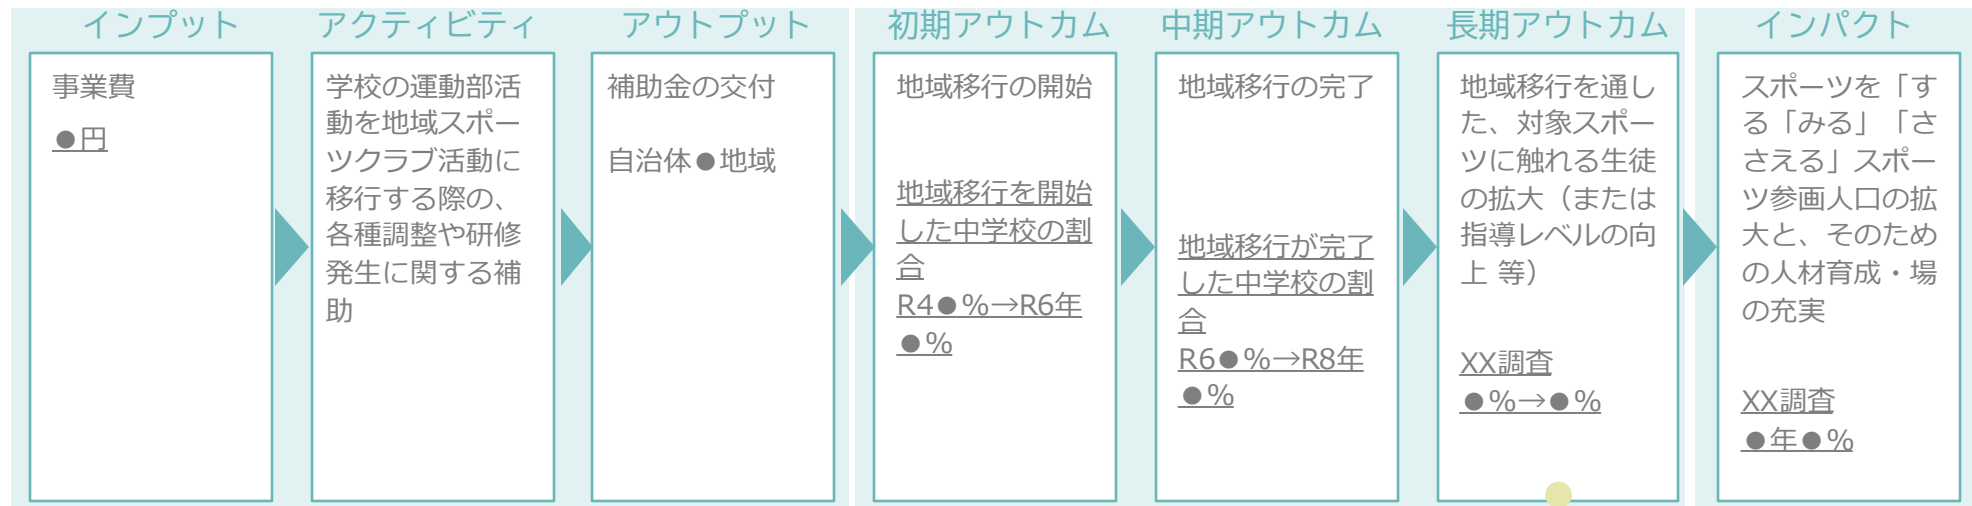 インプット
事業費
●円
アクティビティ
学校の運動部活
動を地域スポー
ツクラブ活動に
移行する際の、
各種調整や研修
発生に関する補
助
アウトプット
補助金の交付
自治体●地域
初期アウトカム
地域移行の開始
地域移行を開始
した中学校の割
合
R4●%→R6年
●%
中期アウトカム
地域移行の完了
地域移行が完了
した中学校の割
合
R6●%→R8年
●%
長期アウトカム
地域移行を通し
た、対象スポー
ツに触れる生徒
の拡大（または
指導レベルの向
上 等）
XX調査
●%→●%
インパクト
スポーツを「す
る「みる」「さ
さえる」スポー
ツ参画人口の拡
大と、そのため
の人材育成・場
の充実
XX調査
●年●%